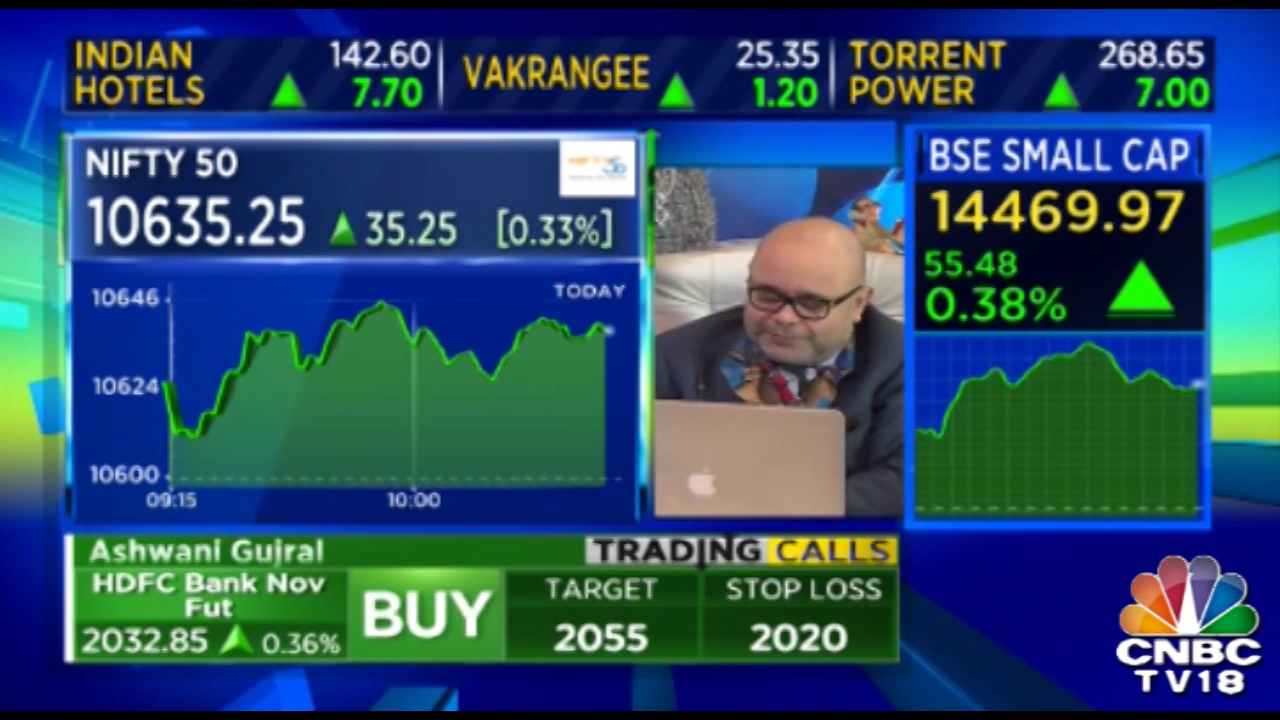 INDIAN HOTELS 142.60 ▲ 7.70
VAKRANGEE 25.35 ▲ 1.20
TORRENT POWER 268.65 ▲ 7.00
NIFTY 50
10635.25 ▲ 35.25 [0.33%]
TODAY
10646
10624
10600
09:15 10:00
BSE SMALL CAP
14469.97
55.48
0.38%
Ashwani Gujral
TRADING CALLS
HDFC Bank Nov
Fut
2032.85 ▲ 0.36%
BUY
TARGET
2055
STOP LOSS
2020
CNBC
TV18